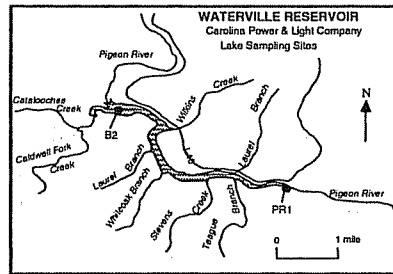 WATERVILLE RESERVOIR
Carolina Power & Light Company
Lake Sampling Sites
Pigeon River
Cataloochee
Creek
B2
Wilkins
Creek
Laurel
Branch
N
Caldwell Fork
Creek
Laurel
Branch
Whiteoak Branch
Stevens
Creek
Teague
Branch
PR1
Pigeon River
0 1 mile